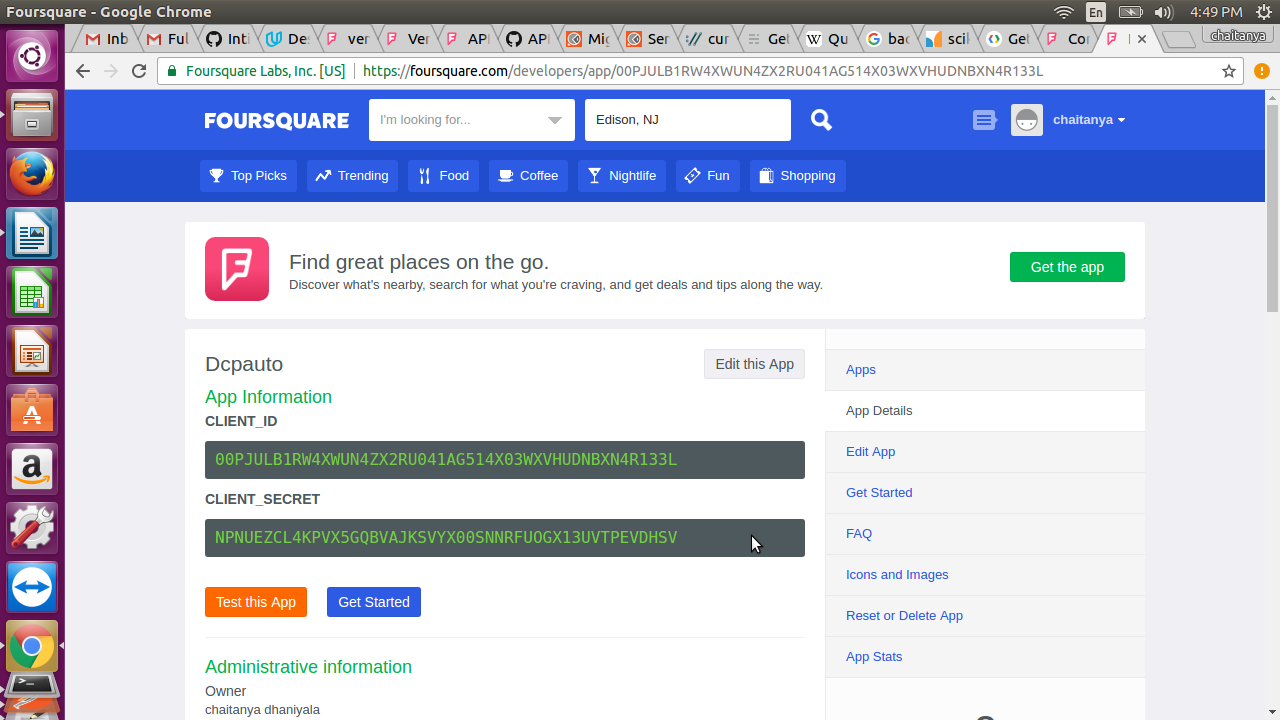 Foursquare - Google Chrome
En
4:49 PM
Inb
Ful
Inti
De
ver
Ver
API
API
Mig
Ser
cur
Get
Qu
bac
scik
Get
Cor
chaitanya
Foursquare Labs, Inc. [US]
https://foursquare.com/developers/app/00PJULB1RW4XWUN4ZX2RU041AG514X03WXVHUDNBXN4R133L
FOURSQUARE
I'm looking for...
Edison, NJ
chaitanya
Top Picks
Trending
Food
Coffee
Nightlife
Fun
Shopping
Find great places on the go.
Discover what's nearby, search for what you're craving, and get deals and tips along the way.
Get the app
Dcpauto
Edit this App
App Information
CLIENT_ID
00PJULB1RW4XWUN4ZX2RU041AG514X03WXVHUDNBXN4R133L
CLIENT_SECRET
NPNUEZCL4KPVX5GQBVAJKSVYX00SNNRFUOGX13UVTPEVDHSV
Test this App
Get Started
Administrative information
Owner
chaitanya dhaniyala
Apps
App Details
Edit App
Get Started
FAQ
Icons and Images
Reset or Delete App
App Stats